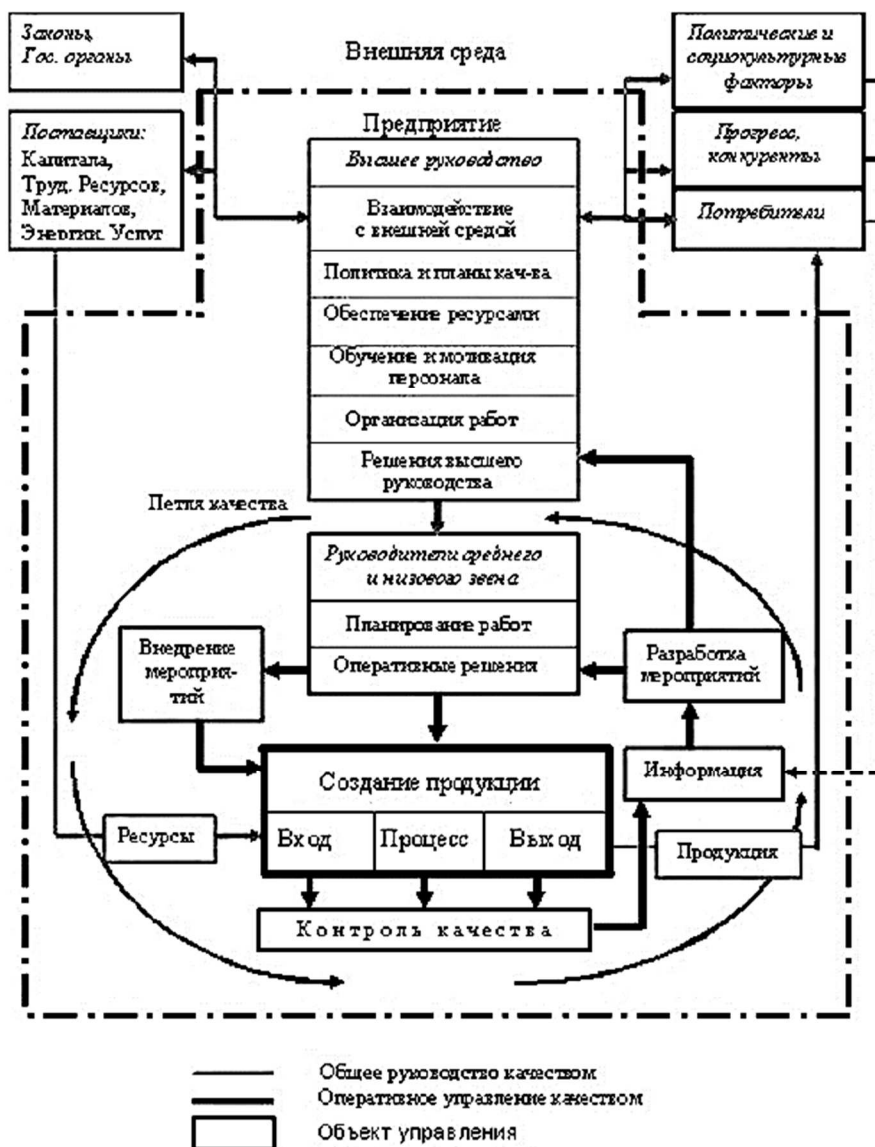 Законы,
Гос. органы
Внешняя среда
Политические и
социокультурные
факторы
Поставщики:
Капитала,
Труд. Ресурсов,
Материалов,
Энергии. Услуг
Предприятие
Высшее руководство
Взаимодействие
с внешней средой
Политика и планы кач-ва
Обеспечение ресурсами
Обучение и мотивация
персонала
Организация работ
Решения высшего
руководства
Прогресс,
конкуренты
Потребители
Петля качества
Руководители среднего
и низового звена
Планирование работ
Оперативные решения
Внедрение
мероприя-
тий
Разработка
мероприятий
Информация
Создание продукции
Вход
Процесс
Выход
Ресурсы
Продукция
Контроль качества
Общее руководство качеством
Оперативное управление качеством
Объект управления